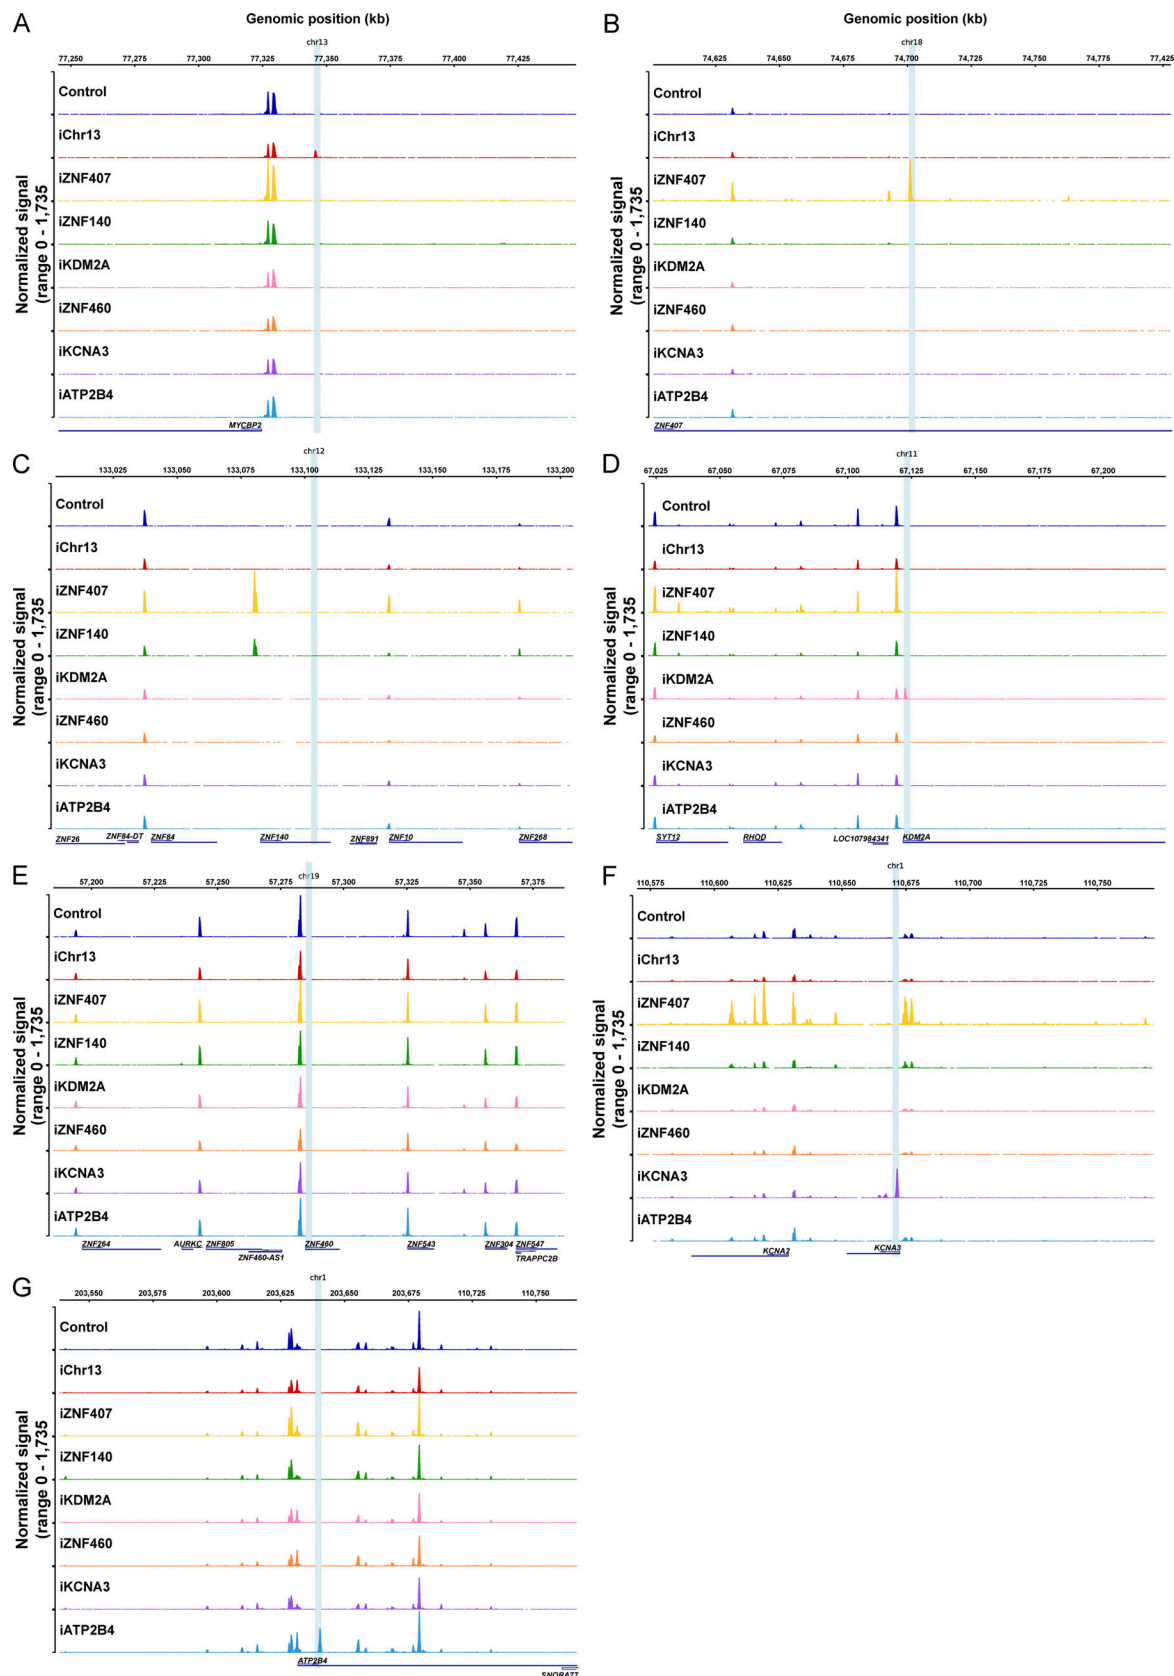 A
Genomic position (kb)
chr13
77,250 77,275 77,300 77,325 77,350 77,375 77,400 77,425
Normalized signal
(range 0 - 1,735
Control
iChr13
iZNF407
iZNF140
iKDM2A
iZNF460
iKCNA3
iATP2B4
MYCBP2
B
Genomic position (kb)
chr18
74,625 74,650 74,680 74,700 74,725 74,750 74,775 77,425
Normalized signal
(range 0 - 1,735
Control
iChr13
iZNF407
iZNF140
iKDM2A
iZNF460
iKCNA3
iATP2B4
ZNF407
C
chr12
133,025 133,050 133,075 133,100 133,125 133,150 133,175 133,200
Normalized signal
(range 0 - 1,735
Control
iChr13
iZNF407
iZNF140
iKDM2A
iZNF460
iKCNA3
iATP2B4
ZNF26 ZNF84-DT ZNF84 ZNF140 ZNF891 ZNF10 ZNF268
D
chr11
67,025 67,050 67,075 67,100 67,125 67,150 67,175 67,200
Normalized signal
(range 0 - 1,735
Control
iChr13
iZNF407
iZNF140
iKDM2A
iZNF460
iKCNA3
iATP2B4
SYT12 RHOD LOC107984341 KDM2A
E
chr19
57,200 57,225 57,250 57,275 57,300 57,325 57,350 57,375
Normalized signal
(range 0 - 1,735
Control
iChr13
iZNF407
iZNF140
iKDM2A
iZNF460
iKCNA3
iATP2B4
ZNF264 AURKC ZNF805 ZNF460 ZNF543 ZNF304 ZNF547
ZNF460-AS1 TRAPPC2B
F
chr1
110,575 110,600 110,625 110,650 110,675 110,700 110,725 110,750
Normalized signal
(range 0 - 1,735
Control
iChr13
iZNF407
iZNF140
iKDM2A
iZNF460
iKCNA3
iATP2B4
KCNA2 KCNA3
G
chr1
203,550 203,575 203,600 203,625 203,650 203,675 110,725 110,750
Normalized signal
(range 0 - 1,735
Control
iChr13
iZNF407
iZNF140
iKDM2A
iZNF460
iKCNA3
iATP2B4
ATP2B4
SNORA77